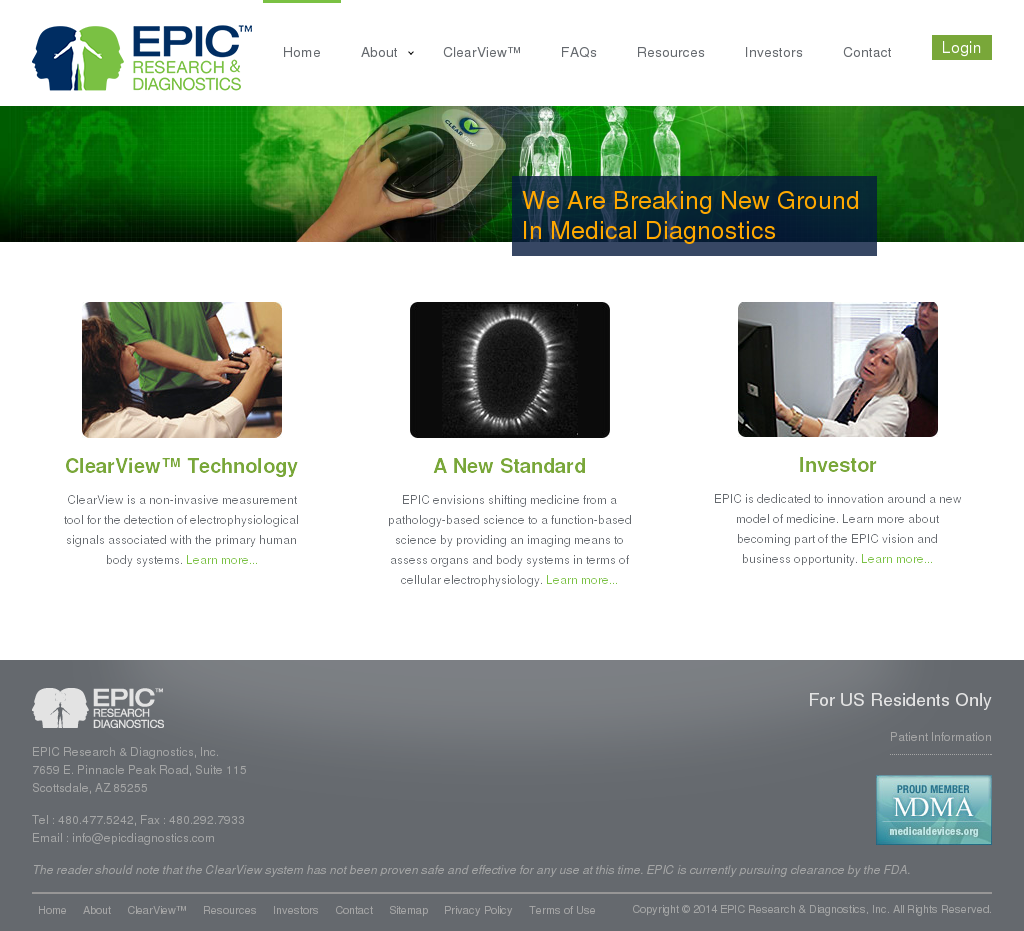 EPIC™
RESEARCH &
DIAGNOSTICS
Home
About
ClearView™
FAQs
Resources
Investors
Contact
Login
CLEARVIEW
We Are Breaking New Ground
In Medical Diagnostics
ClearView™ Technology
ClearView is a non-invasive measurement
tool for the detection of electrophysiological
signals associated with the primary human
body systems. Learn more...
A New Standard
EPIC envisions shifting medicine from a
pathology-based science to a function-based
science by providing an imaging means to
assess organs and body systems in terms of
cellular electrophysiology. Learn more...
Investor
EPIC is dedicated to innovation around a new
model of medicine. Learn more about
becoming part of the EPIC vision and
business opportunity. Learn more...
EPIC™
RESEARCH &
DIAGNOSTICS
EPIC Research & Diagnostics, Inc.
7659 E. Pinnacle Peak Road, Suite 115
Scottsdale, AZ 85255
Tel : 480.477.5242, Fax : 480.292.7933
Email : info@epicdiagnostics.com
For US Residents Only
Patient Information
PROUD MEMBER
MDMA
medicaldevices.org
The reader should note that the ClearView system has not been proven safe and effective for any use at this time. EPIC is currently pursuing clearance by the FDA.
Home
About
ClearView™
Resources
Investors
Contact
Sitemap
Privacy Policy
Terms of Use
Copyright © 2014 EPIC Research & Diagnostics, Inc. All Rights Reserved.